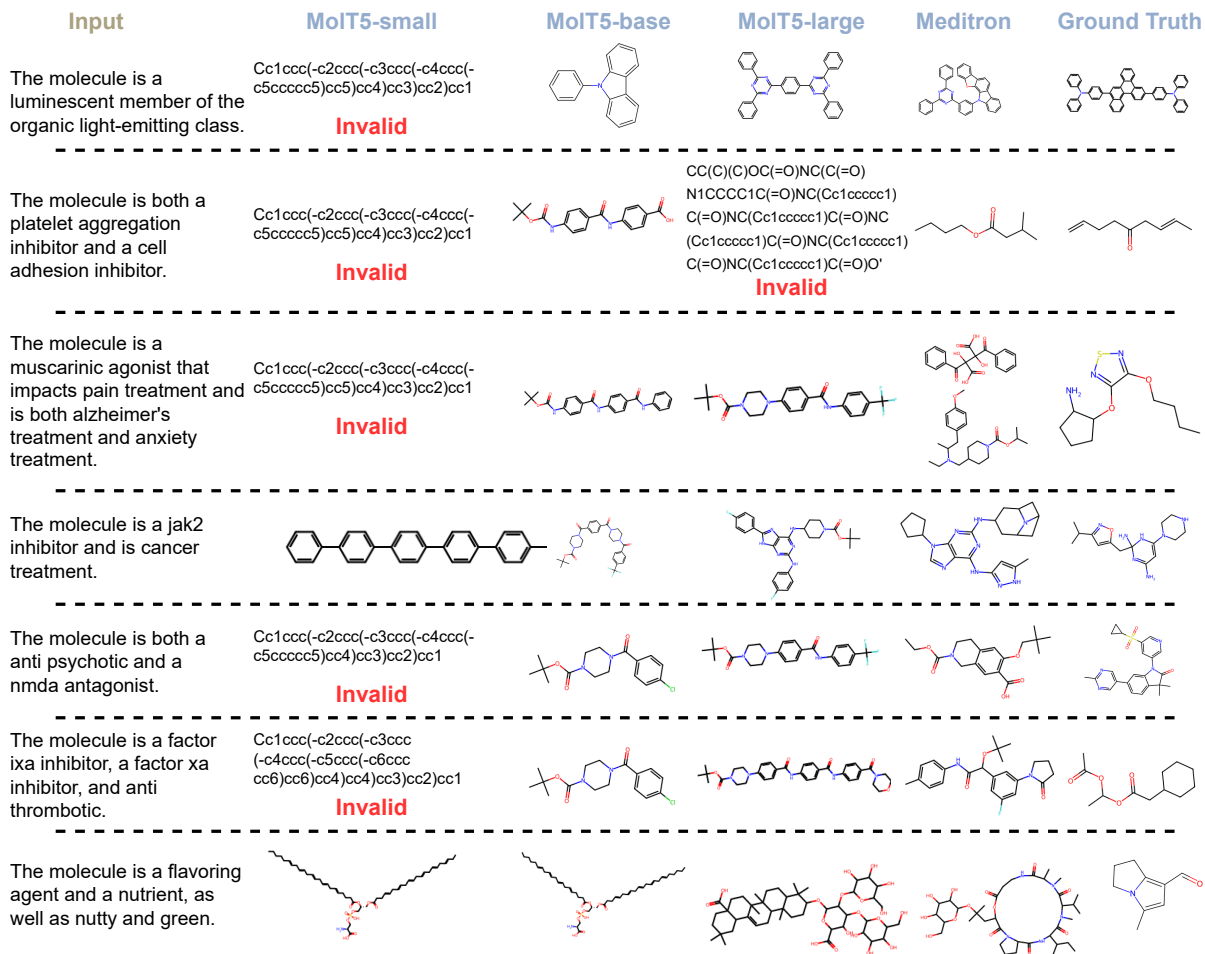 Input MolT5-small MolT5-base MolT5-large Meditron Ground Truth
The molecule is a
luminescent member of the
organic light-emitting class.
Cc1ccc(-c2ccc(-c3ccc(-c4ccc(-
c5ccccc5)cc5)cc4)cc3)cc2)cc1
Invalid
The molecule is both a
platelet aggregation
inhibitor and a cell
adhesion inhibitor.
Cc1ccc(-c2ccc(-c3ccc(-c4ccc(-
c5ccccc5)cc5)cc4)cc3)cc2)cc1
Invalid
CC(C)(C)OC(=O)NC(C(=O)
N1CCCC1C(=O)NC(Cc1ccccc1)
C(=O)NC(Cc1ccccc1)C(=O)NC
(Cc1ccccc1)C(=O)NC(Cc1ccccc1)
C(=O)NC(Cc1ccccc1)C(=O)O'
Invalid
The molecule is a
muscarinic agonist that
impacts pain treatment and
is both alzheimer's
treatment and anxiety
treatment.
Cc1ccc(-c2ccc(-c3ccc(-c4ccc(-
c5ccccc5)cc5)cc4)cc3)cc2)cc1
Invalid
The molecule is a jak2
inhibitor and is cancer
treatment.
The molecule is both a
anti psychotic and a
nmda antagonist.
Cc1ccc(-c2ccc(-c3ccc(-c4ccc(-
c5ccccc5)cc4)cc3)cc2)cc1
Invalid
The molecule is a factor
ixa inhibitor, a factor xa
inhibitor, and anti
thrombotic.
Cc1ccc(-c2ccc(-c3ccc
(-c4ccc(-c5ccc(-c6ccc
cc6)cc6)cc4)cc4)cc3)cc2)cc1
Invalid
The molecule is a flavoring
agent and a nutrient, as
well as nutty and green.